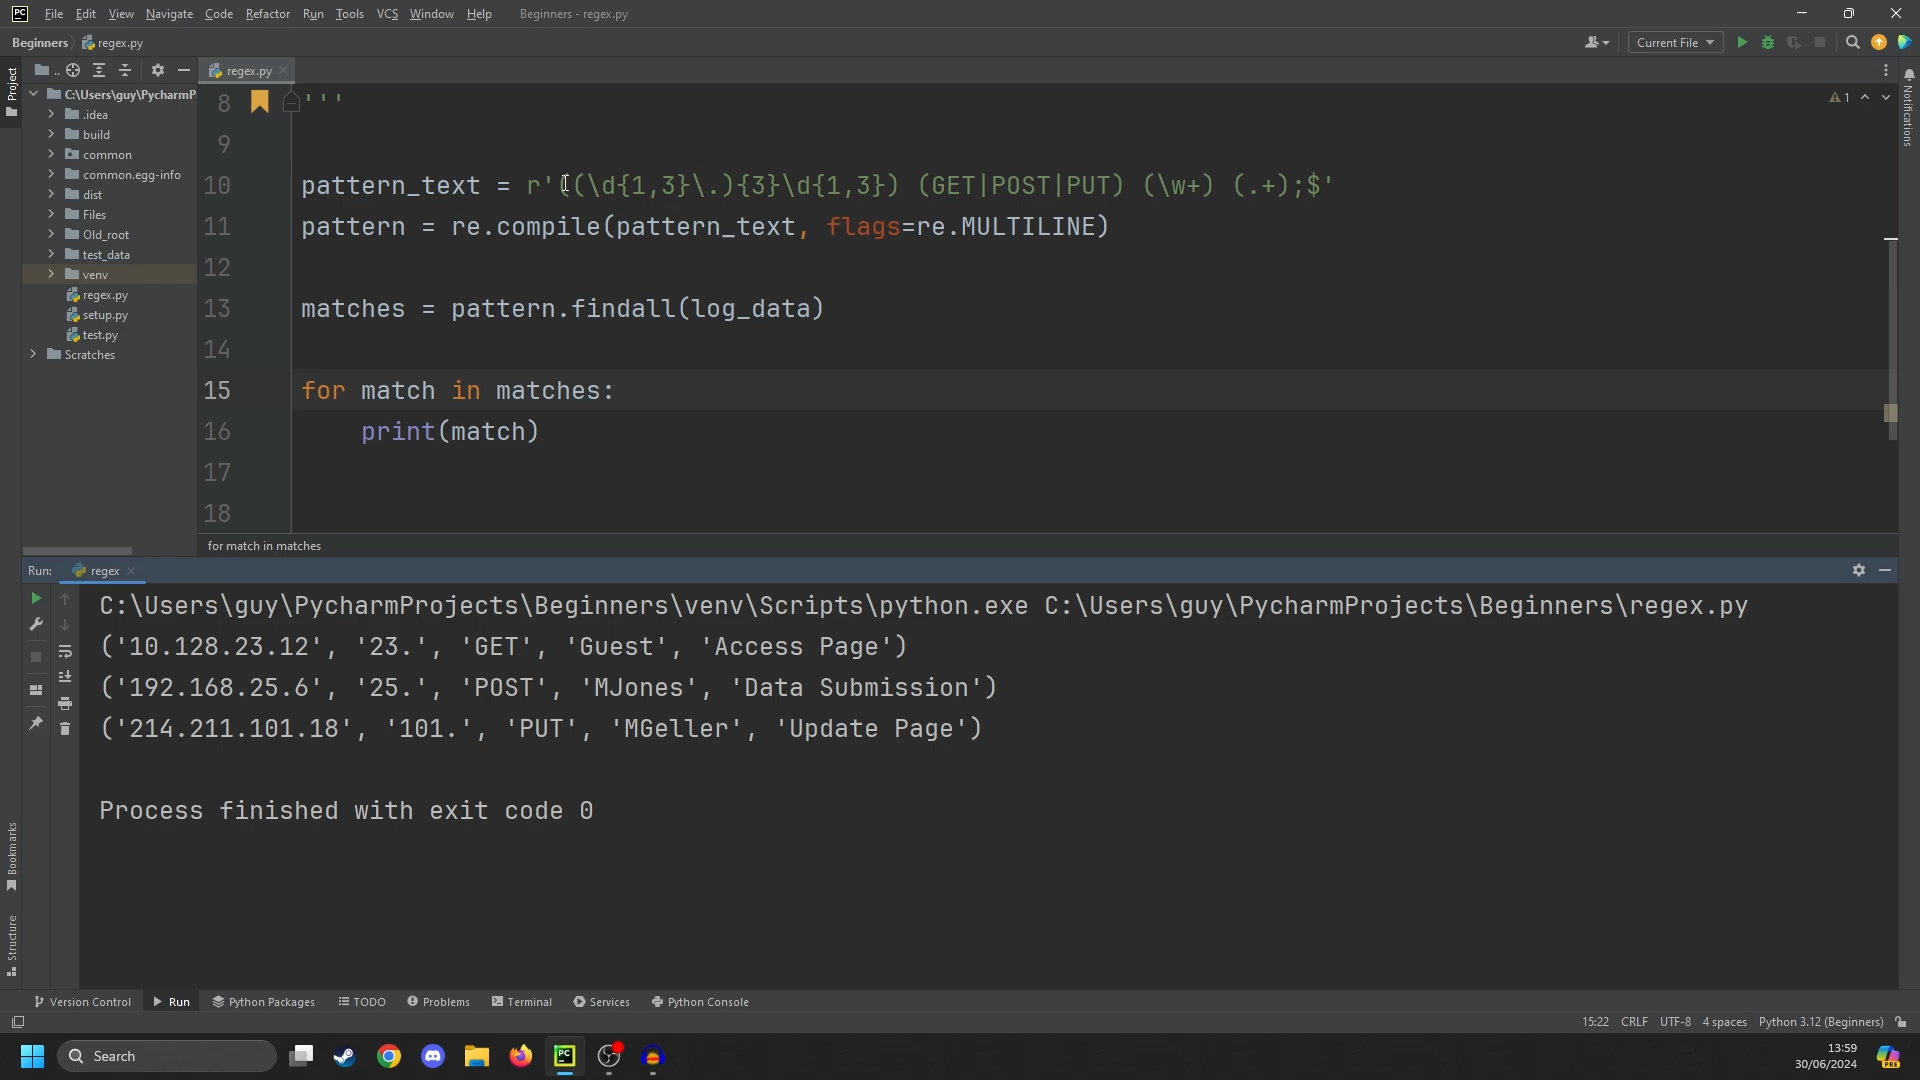 PC File Edit View Navigate Code Refactor Run Tools VCS Window Help Beginners - regex.py
Beginners regex.py Current File
Project
.. regex.py
C:\Users\guy\PycharmP
.idea
build
common
common.egg-info
dist
Files
Old_root
test_data
venv
regex.py
setup.py
test.py
Scratches
8 '''
9
10 pattern_text = r'((\d{1,3}\.){3}\d{1,3}) (GET|POST|PUT) (\w+) (.+);$'
11 pattern = re.compile(pattern_text, flags=re.MULTILINE)
12
13 matches = pattern.findall(log_data)
14
15 for match in matches:
16 print(match)
17
18
1
Notifications
for match in matches
Run: regex
C:\Users\guy\PycharmProjects\Beginners\venv\Scripts\python.exe C:\Users\guy\PycharmProjects\Beginners\regex.py
('10.128.23.12', '23.', 'GET', 'Guest', 'Access Page')
('192.168.25.6', '25.', 'POST', 'MJones', 'Data Submission')
('214.211.101.18', '101.', 'PUT', 'MGeller', 'Update Page')
Process finished with exit code 0
Bookmarks
Structure
Version Control Run Python Packages TODO Problems Terminal Services Python Console
15:22 CRLF UTF-8 4 spaces Python 3.12 (Beginners)
Search PC PRE
13:59
30/06/2024